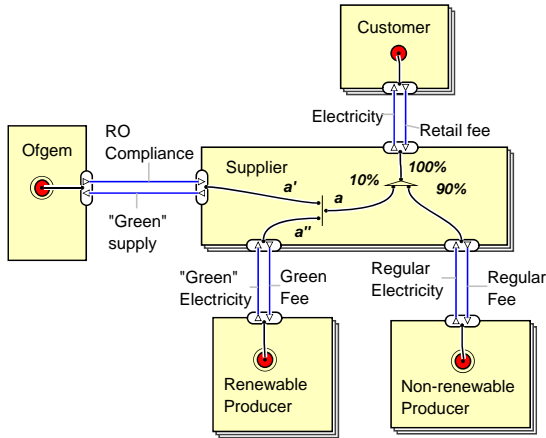 Customer
Electricity
Retail fee
Ofgem
RO
Compliance
"Green"
supply
Supplier
a'
a
a"
10%
100%
90%
"Green"
Electricity
Green
Fee
Regular
Electricity
Regular
Fee
Renewable
Producer
Non-renewable
Producer